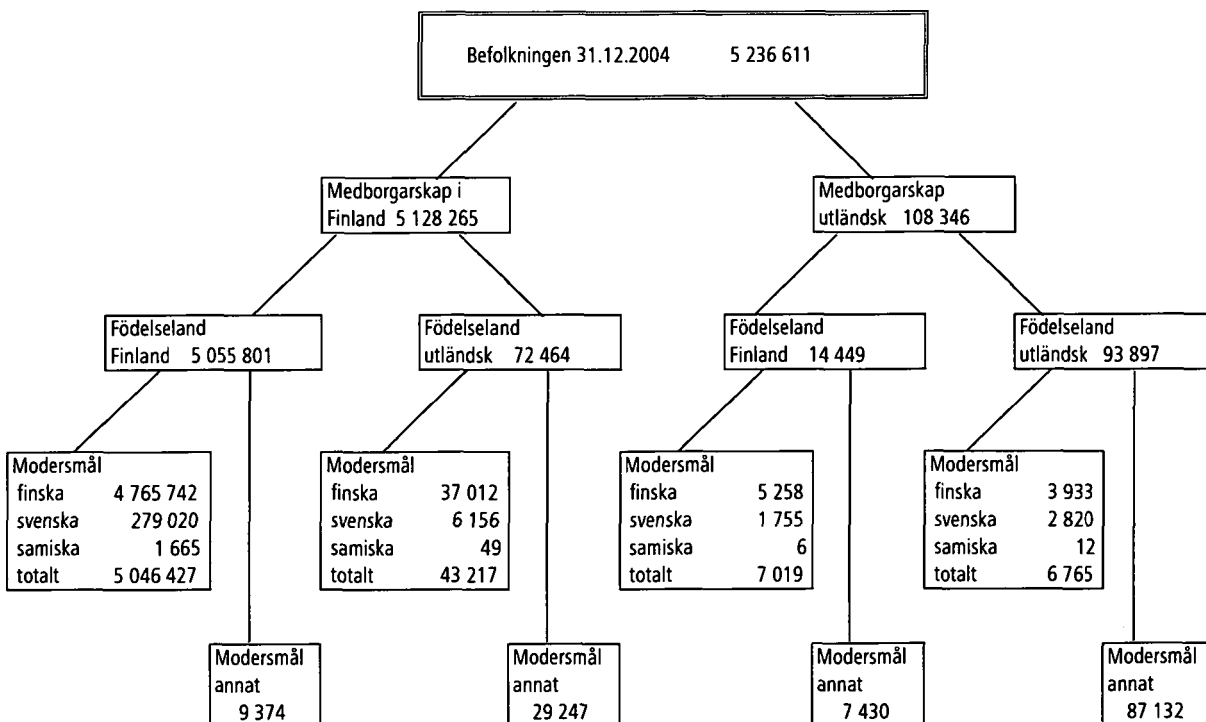 Befolkningen 31.12.2004 5 236 611
Medborgarskap i
Finland 5 128 265
Medborgarskap
utländsk 108 346
Födelseland
Finland 5 055 801
Födelseland
utländsk 72 464
Födelseland
Finland 14 449
Födelseland
utländsk 93 897
Modersmål
finska 4 765 742
svenska 279 020
samiska 1 665
totalt 5 046 427
Modersmål
finska 37 012
svenska 6 156
samiska 49
totalt 43 217
Modersmål
finska 5 258
svenska 1 755
samiska 6
totalt 7 019
Modersmål
finska 3 933
svenska 2 820
samiska 12
totalt 6 765
Modersmål
annat
9 374
Modersmål
annat
29 247
Modersmål
annat
7 430
Modersmål
annat
87 132